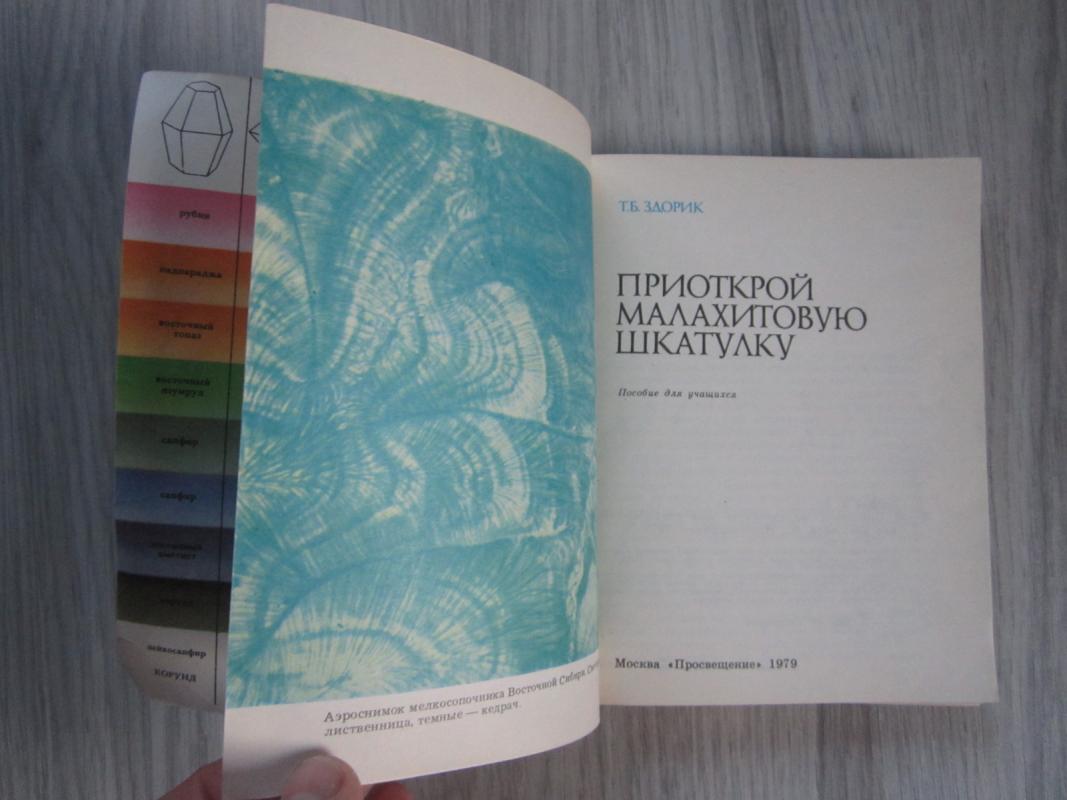 рубин
падпараджа
восточный
топаз
восточный
изумруд
сапфир
сапфир
аметист
лейкосапфир
КОРУНД
Аэроснимок мелкосопочника Восточной Сибири.
лиственница, темные — кедрач.
Т.Б. ЗДОРИК
ПРИОТКРОЙ
МАЛАХИТОВУЮ
ШКАТУЛКУ
Пособие для учащихся
Москва «Просвещение» 1979